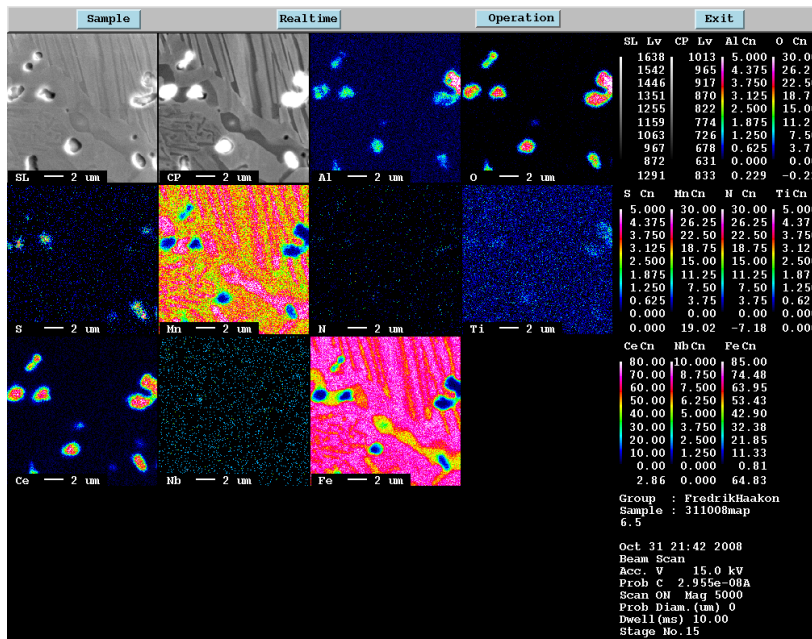 Sample Realtime Operation Exit
SL Lv CP Lv Al Cn O Cn
1638 1013 5.000 30.00
1542 965 4.375 26.2
1446 917 3.750 22.5
1351 870 3.125 18.7
1255 822 2.500 15.0
1159 774 1.875 11.2
1063 726 1.250 7.5
967 678 0.625 3.7
872 631 0.000 0.0
1291 833 0.229 -0.2
SL 2 um CP 2 um Al 2 um O 2 um
S Cn Mn Cn N Cn Ti Cn
5.000 30.00 30.00 5.00
4.375 26.25 26.25 4.37
3.750 22.50 22.50 3.75
3.125 18.75 18.75 3.12
2.500 15.00 15.00 2.50
1.875 11.25 11.25 1.87
1.250 7.50 7.50 1.25
0.625 3.75 3.75 0.62
0.000 0.00 0.00 0.00
0.000 19.02 -7.18 0.00
S 2 um Mn 2 um N 2 um Ti 2 um
Ce Cn Nb Cn Fe Cn
80.00 10.000 85.00
70.00 8.750 74.48
60.00 7.500 63.95
50.00 6.250 53.43
40.00 5.000 42.90
30.00 3.750 32.38
20.00 2.500 21.85
10.00 1.250 11.33
0.00 0.000 0.81
2.86 0.000 64.83
Ce 2 um Nb 2 um Fe 2 um
Group : FredrikHaakon
Sample : 311008map
6.5
Oct 31 21:42 2008
Beam Scan
Acc. V 15.0 kV
Prob C 2.955e-08A
Scan ON Mag 5000
Prob Diam.(um) 0
Dwell(ms) 10.00
Stage No.15